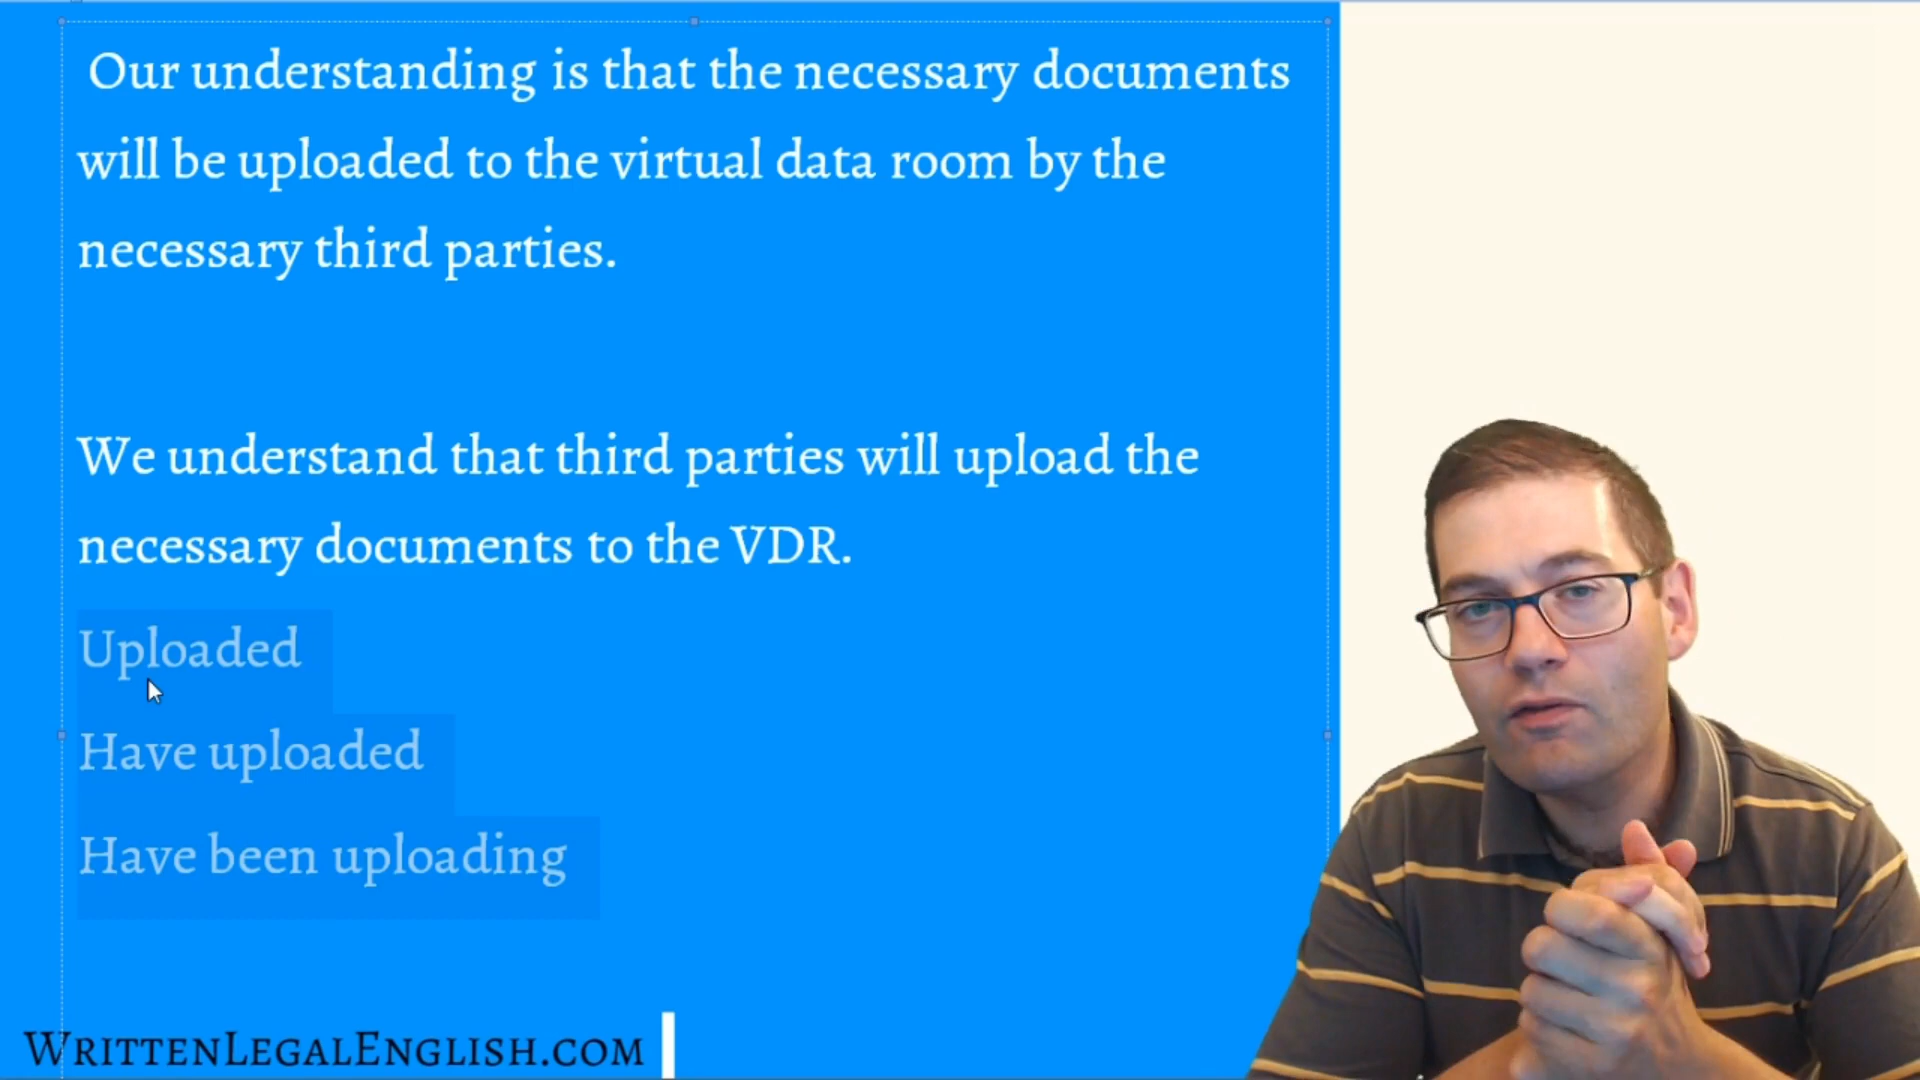 Our understanding is that the necessary documents
will be uploaded to the virtual data room by the
necessary third parties.
We understand that third parties will upload the
necessary documents to the VDR.
Uploaded
Have uploaded
Have been uploading
WrittenLegalEnglish.com